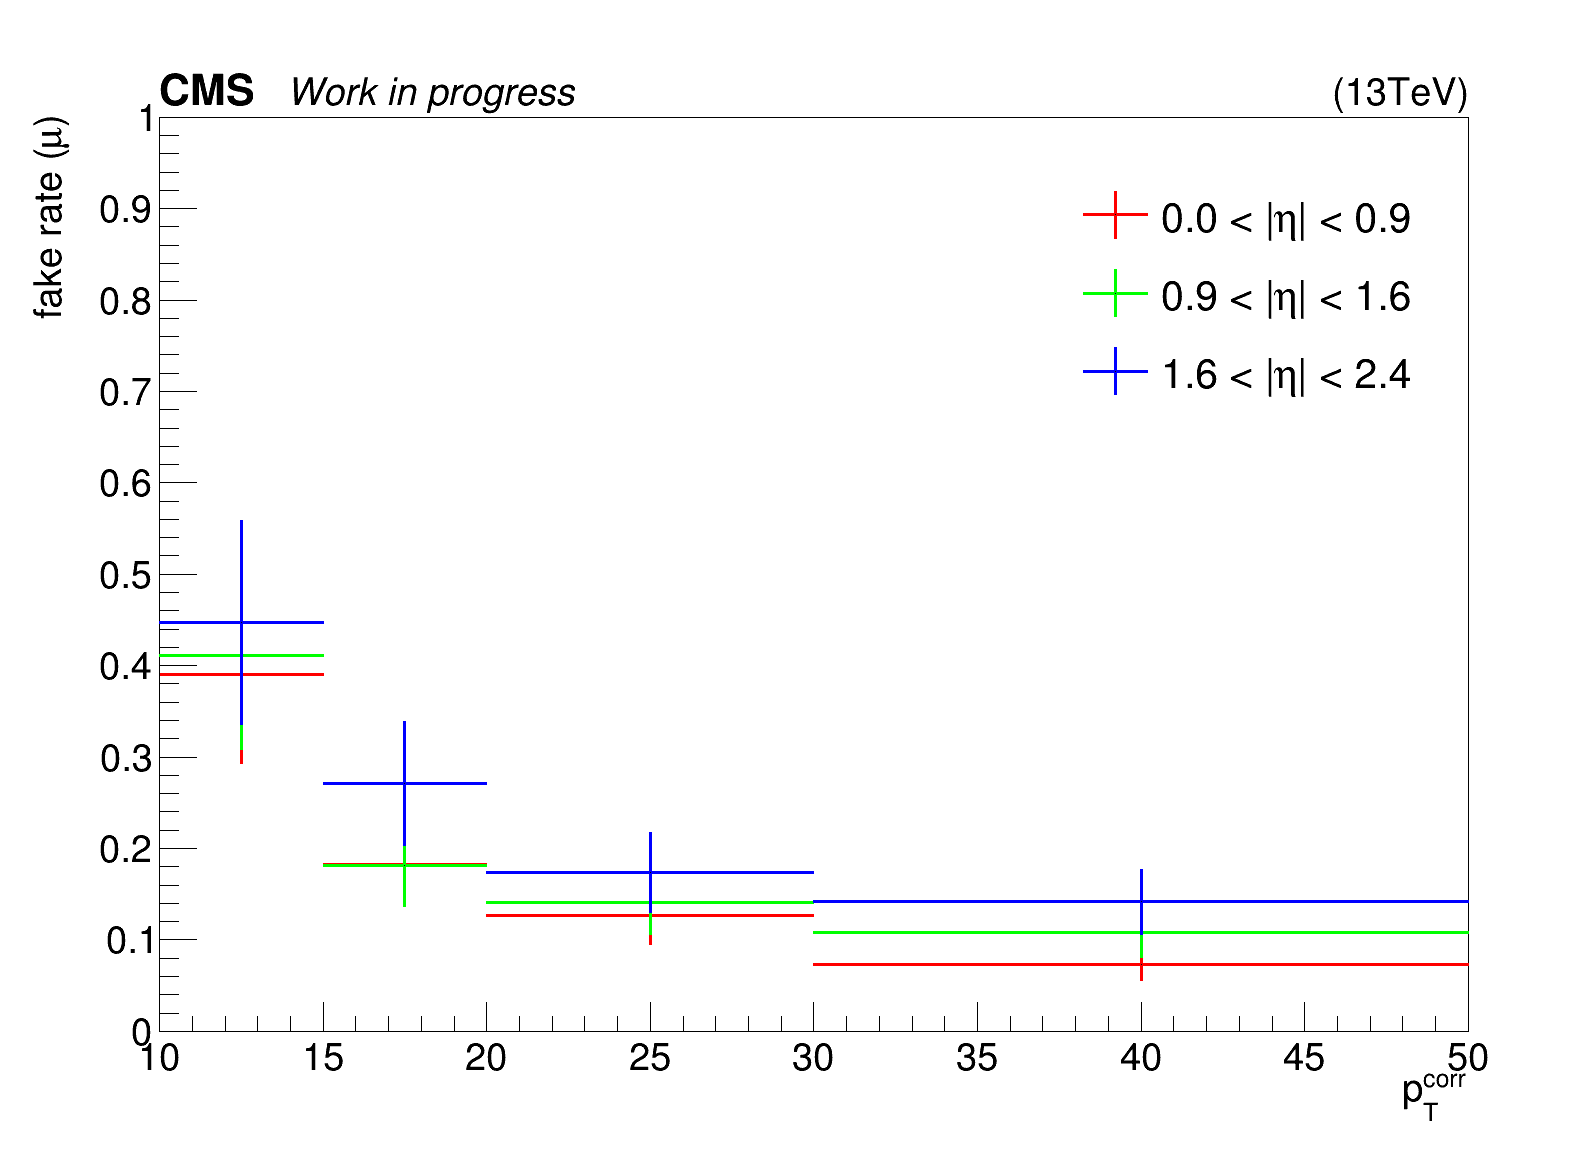 CMS Work in progress (13TeV)
fake rate (μ)
1
0.9
0.8
0.7
0.6
0.5
0.4
0.3
0.2
0.1
0
0.0 < |η| < 0.9
0.9 < |η| < 1.6
1.6 < |η| < 2.4
10 15 20 25 30 35 40 45 50
p_T^corr